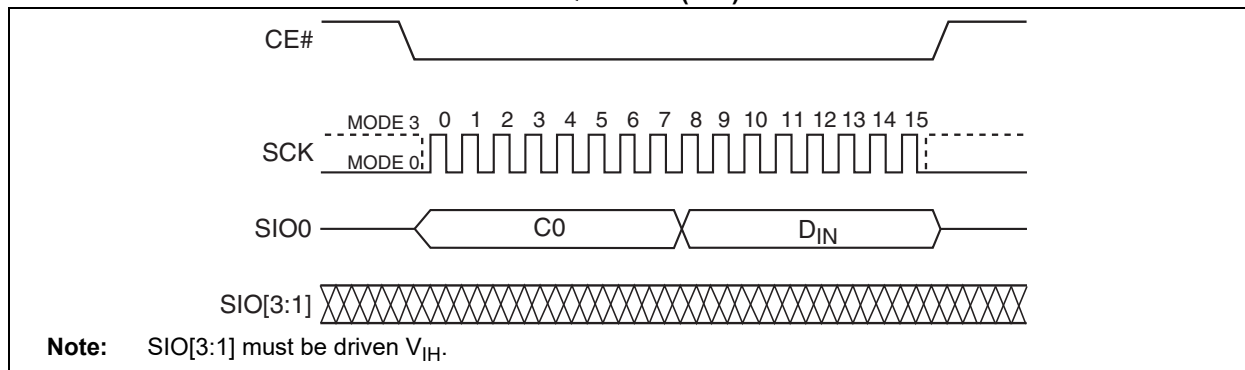 CE#
MODE 3 0 1 2 3 4 5 6 7 8 9 10 11 12 13 14 15
SCK
MODE 0
SIO0 C0 DIN
SIO[3:1]
Note: SIO[3:1] must be driven VIH.